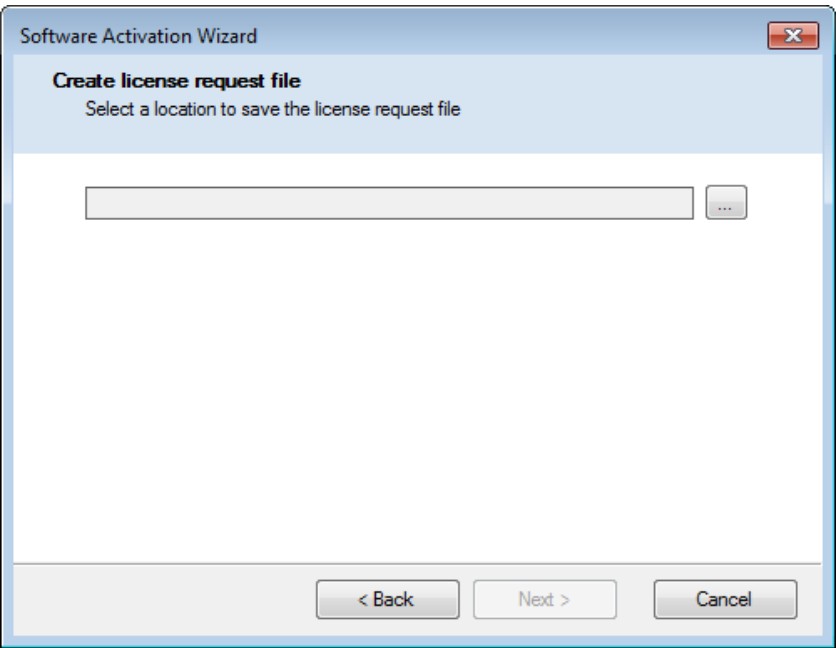 Software Activation Wizard
Create license request file
Select a location to save the license request file
...
< Back Next > Cancel